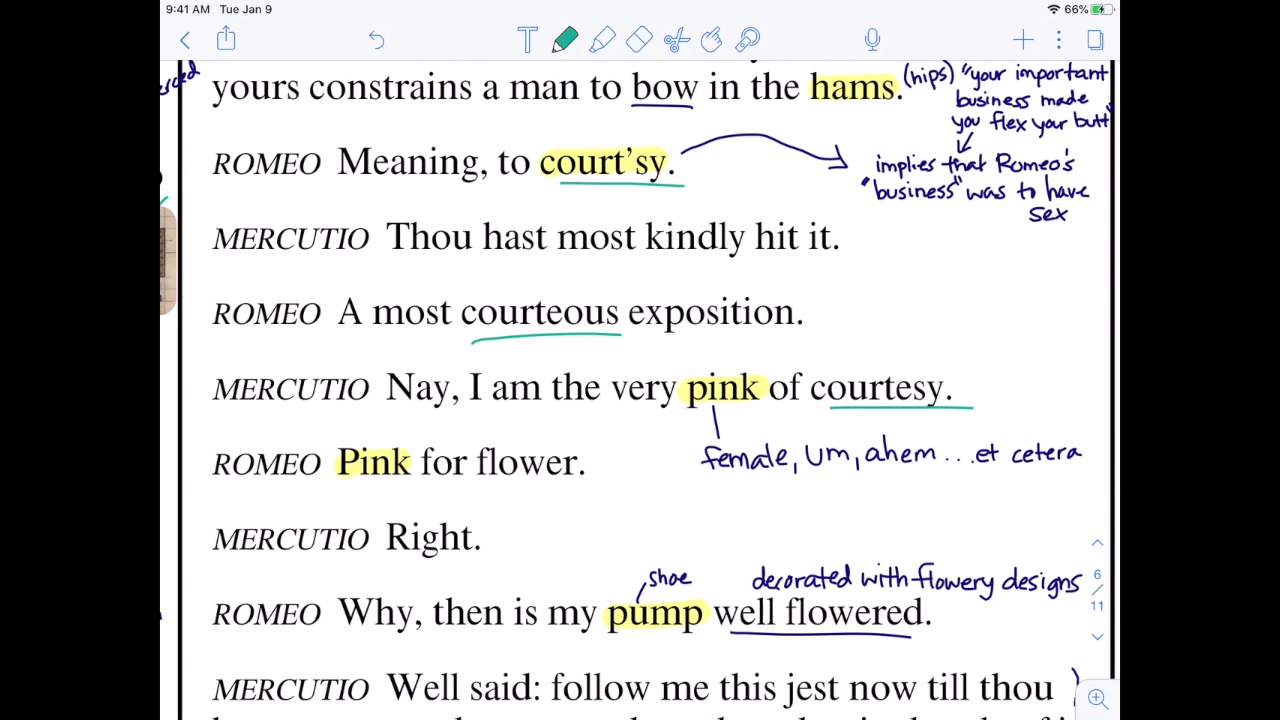 9:41 AM Tue Jan 9
66%
yours constrains a man to bow in the hams. (hips) "your important
business made
you flex your butt"
ROMEO Meaning, to court'sy.
implies that Romeo's
"business" was to have
sex
MERCUTIO Thou hast most kindly hit it.
ROMEO A most courteous exposition.
MERCUTIO Nay, I am the very pink of courtesy.
female, um, ahem...et cetera
ROMEO Pink for flower.
MERCUTIO Right.
shoe decorated with flowery designs
ROMEO Why, then is my pump well flowered.
6
/
11
MERCUTIO Well said: follow me this jest now till thou